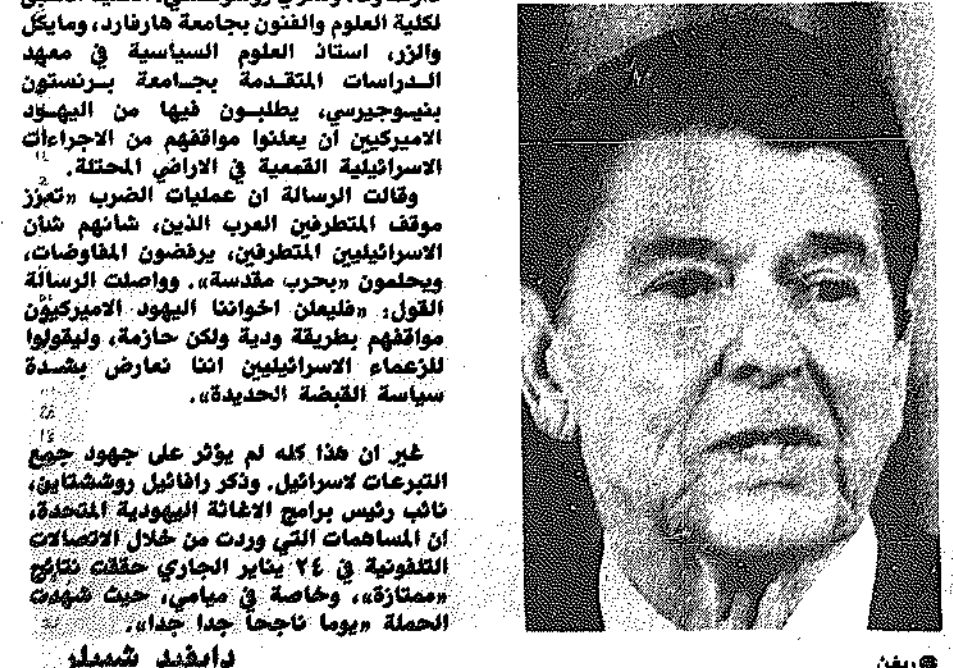 لكلية العلوم والفنون بجامعة هارفارد، ومايكل
والزر، استاذ العلوم السياسية في معهد
الدراسات المتقدمة بجامعة برنستون
بنيوجيرسي، يطلبون فيها من اليهود
الاميركيين ان يعلنوا مواقفهم من الاجراءات
الاسرائيلية القمعية في الاراضي المحتلة.
وقالت الرسالة ان عمليات الضرب «تعزز
موقف المتطرفين العرب الذين، شانهم شان
الاسرائيليين المتطرفين، يرفضون المفاوضات،
ويحلمون «بحرب مقدسة». وواصلت الرسالة
القول: «فليعلن اخواننا اليهود الاميركيون
مواقفهم بطريقة ودية ولكن حازمة، وليقولوا
للزعماء الاسرائيليين اننا نعارض بشدة
سياسة القبضة الحديدة».
غير ان هذا كله لم يؤثر على جهود جمع
التبرعات لاسرائيل. وذكر رافائيل روششتاين،
نائب رئيس برامج الاغاثة اليهودية المتحدة،
ان المساهمات التي وردت من خلال الاتصالات
التلفونية في ٢٤ يناير الجاري حققت نتائج
«ممتازة»، وخاصة في ميامي، حيث شهدت
الحملة «يوما ناجحا جدا جدا».
دايفيد شيبلر
ريغن